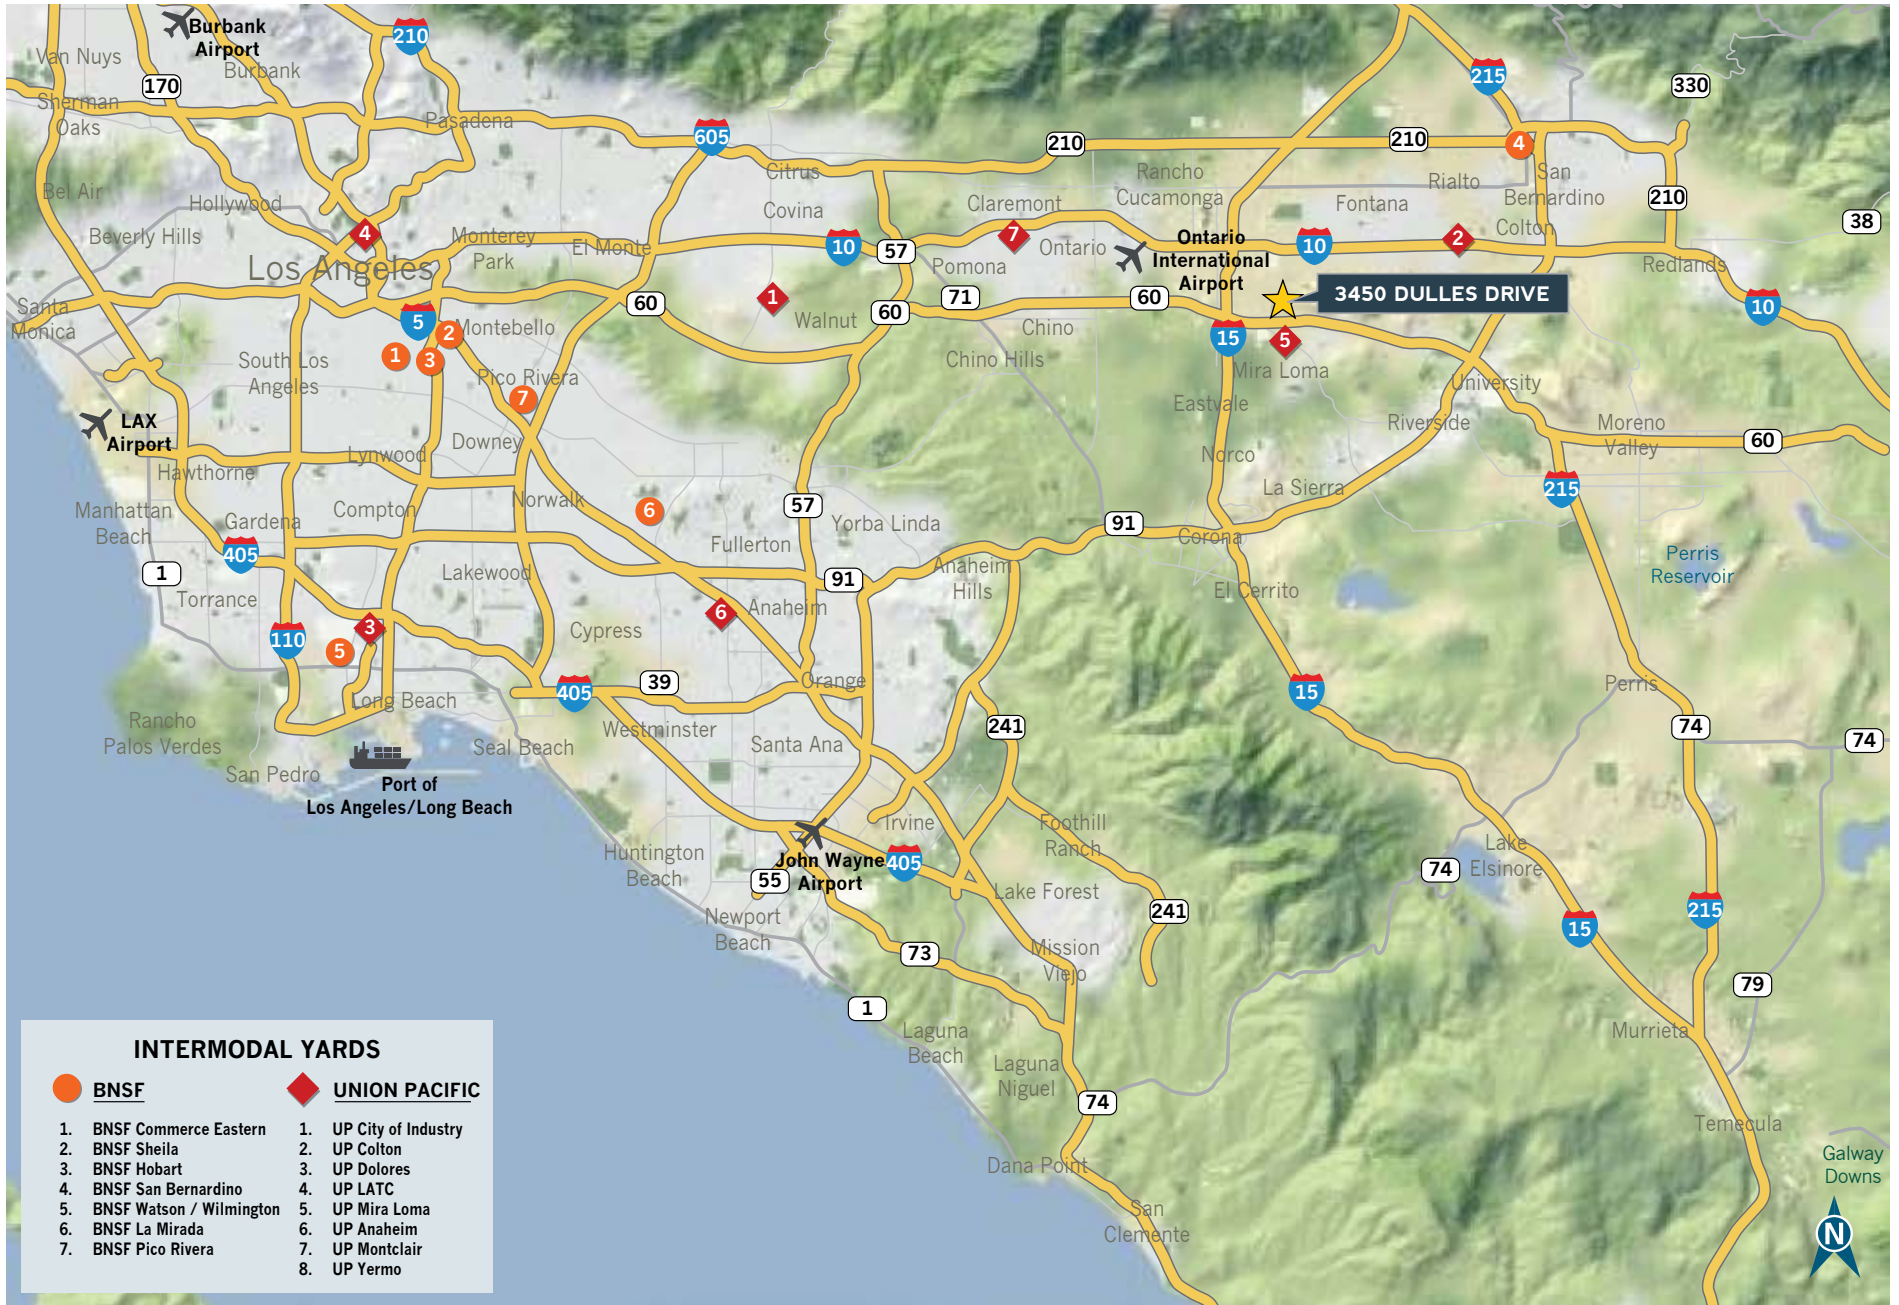 Burbank
Airport
210
215
Van Nuys
Burbank
170
330
Sherman
Oaks
Pasadena
605
210
210
4
Citrus
Rancho
Cucamonga
Rialto
San
Bernardino
Bel Air
Hollywood
Covina
Claremont
Fontana
210
38
4
Beverly Hills
Monterey
Park
El Monte
10
57
7
Ontario
Ontario
International
Airport
10
2
Colton
Los Angeles
Pomona
Redlands
Santa
Monica
60
1
Walnut
60
71
60
3450 DULLES DRIVE
10
5
2
Montebello
Chino
15
5
1
3
South Los
Angeles
Chino Hills
Mira Loma
Pico Rivera
7
University
Eastvale
LAX
Airport
Riverside
Moreno
Valley
60
Downey
Lynwood
Norco
Hawthorne
La Sierra
215
Manhattan
Beach
Gardena
Compton
Norwalk
6
57
Yorba Linda
91
Corona
405
Fullerton
Perris
Reservoir
1
Lakewood
91
Anaheim
Hills
El Cerrito
Torrance
Anaheim
110
3
5
Cypress
6
Long Beach
405
39
Orange
15
Perris
Rancho
Palos Verdes
Westminster
241
74
74
Seal Beach
Santa Ana
San Pedro
Port of
Los Angeles/Long Beach
Irvine
Foothill
Ranch
Huntington
Beach
John Wayne
Airport
405
Lake
Elsinore
74
55
Lake Forest
241
215
15
Newport
Beach
73
Mission
Viejo
79
1
Laguna
Beach
Murrieta
Laguna
Niguel
74
Temecula
Dana Point
Galway
Downs
San
Clemente
N
INTERMODAL YARDS
BNSF
1. BNSF Commerce Eastern
2. BNSF Sheila
3. BNSF Hobart
4. BNSF San Bernardino
5. BNSF Watson / Wilmington
6. BNSF La Mirada
7. BNSF Pico Rivera
UNION PACIFIC
1. UP City of Industry
2. UP Colton
3. UP Dolores
4. UP LATC
5. UP Mira Loma
6. UP Anaheim
7. UP Montclair
8. UP Yermo